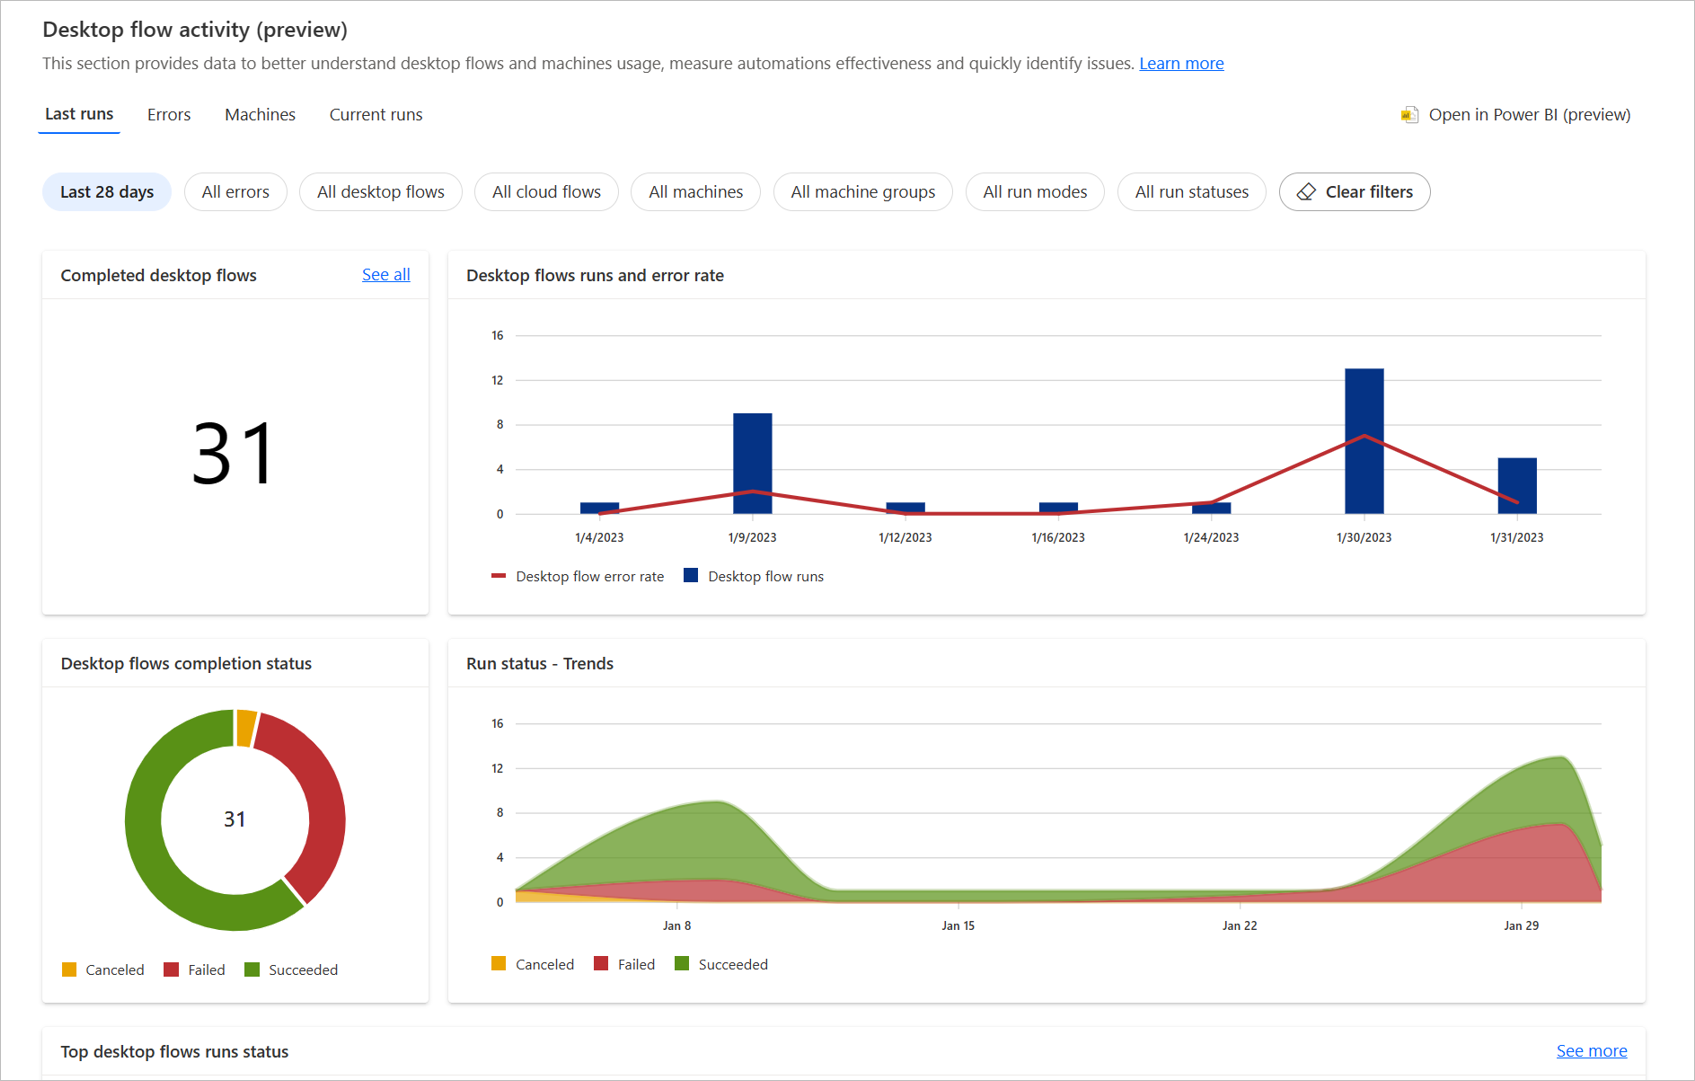 Desktop flow activity (preview)
This section provides data to better understand desktop flows and machines usage, measure automations effectiveness and quickly identify issues. Learn more
Last runs Errors Machines Current runs Open in Power BI (preview)
Last 28 days All errors All desktop flows All cloud flows All machines All machine groups All run modes All run statuses Clear filters
Completed desktop flows See all
31
Desktop flows runs and error rate
16
12
8
4
0
1/4/2023 1/9/2023 1/12/2023 1/16/2023 1/24/2023 1/30/2023 1/31/2023
Desktop flow error rate Desktop flow runs
Desktop flows completion status
31
Canceled Failed Succeeded
Run status - Trends
16
12
8
4
0
Jan 8 Jan 15 Jan 22 Jan 29
Canceled Failed Succeeded
Top desktop flows runs status See more